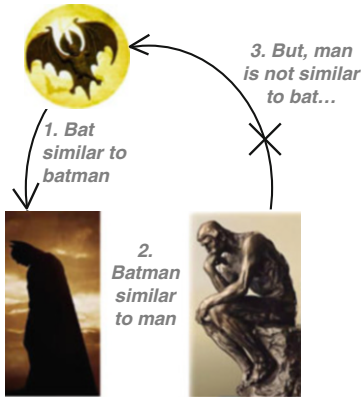 1. Bat
similar to
batman
2.
Batman
similar
to man
3. But, man
is not similar
to bat...